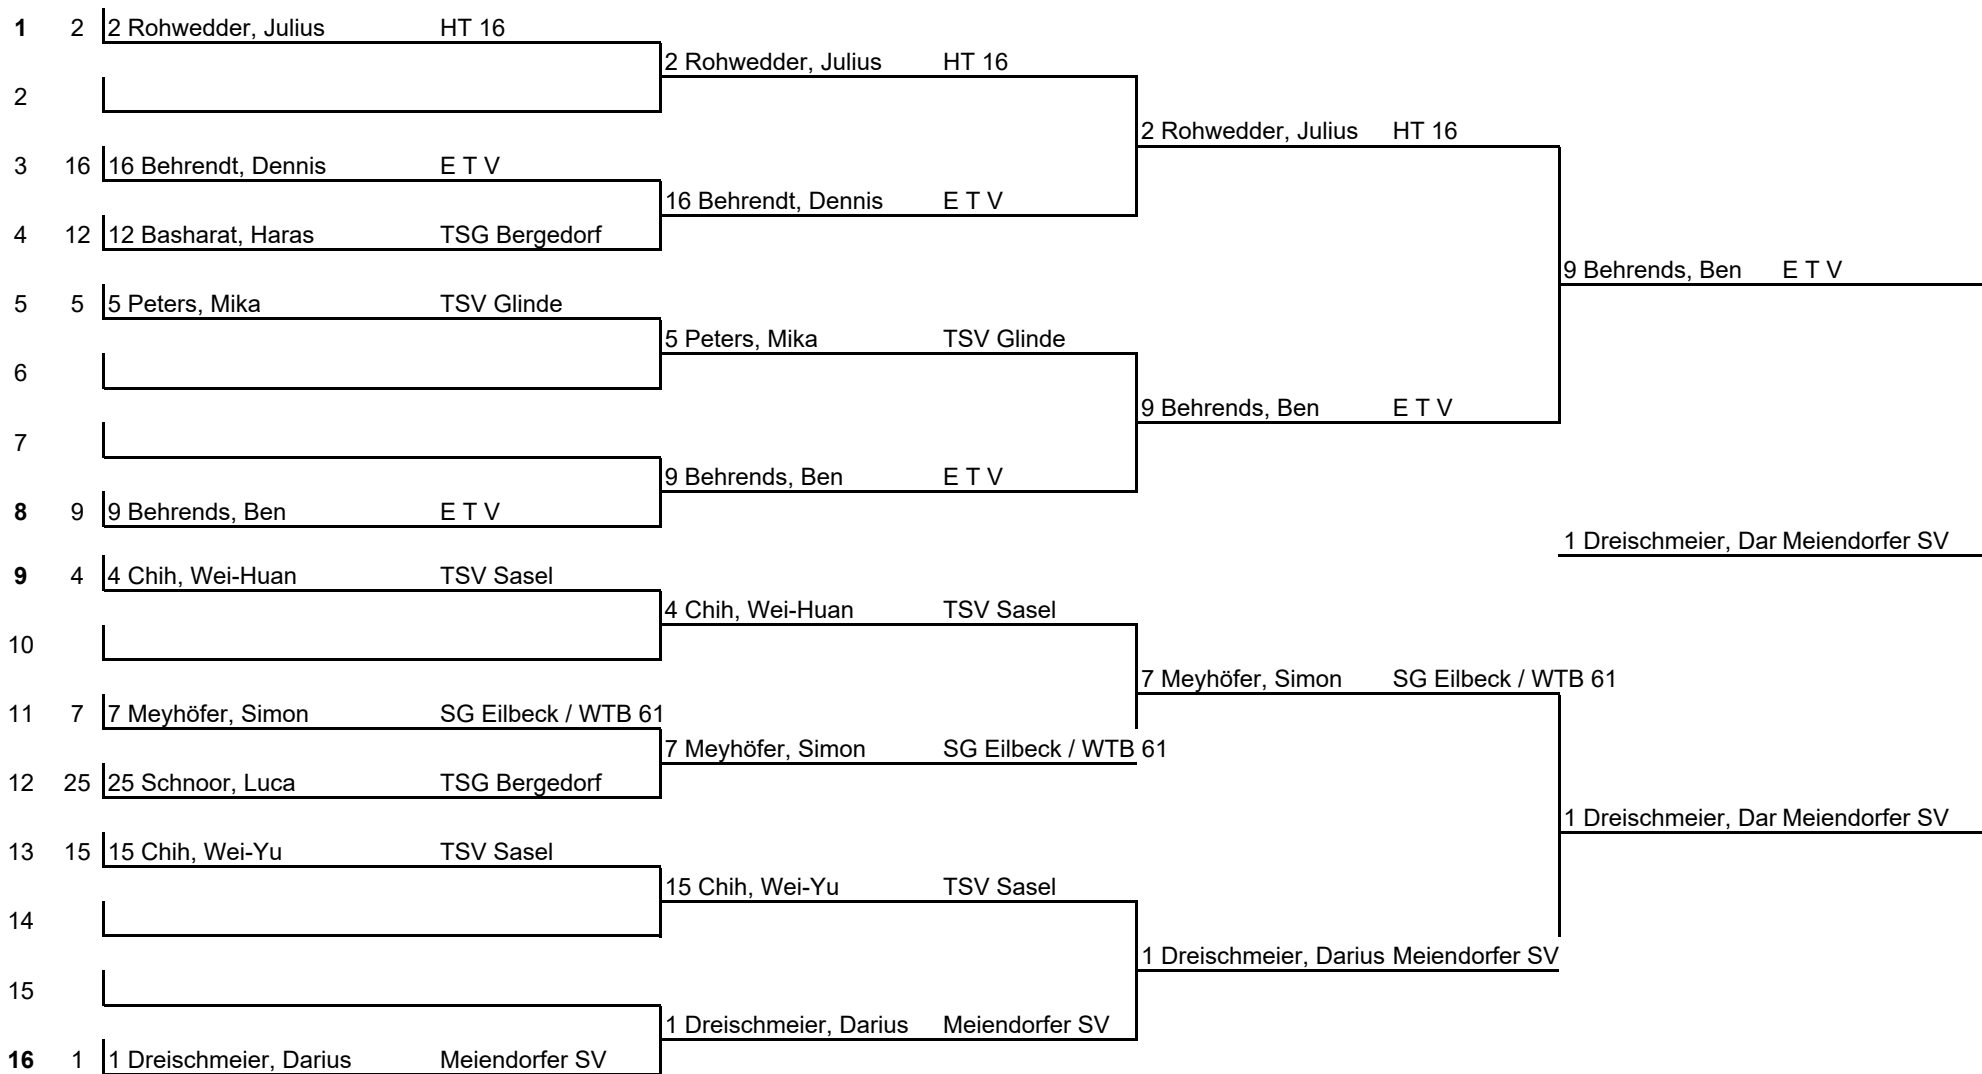 1 2 2 Rohwedder, Julius HT 16
2 Rohwedder, Julius HT 16
2
2 Rohwedder, Julius HT 16
3 16 16 Behrendt, Dennis E T V
16 Behrendt, Dennis E T V
4 12 12 Basharat, Haras TSG Bergedorf
9 Behrends, Ben E T V
5 5 5 Peters, Mika TSV Glinde
5 Peters, Mika TSV Glinde
6
9 Behrends, Ben E T V
7
9 Behrends, Ben E T V
8 9 9 Behrends, Ben E T V
1 Dreischmeier, Dar Meiendorfer SV
9 4 4 Chih, Wei-Huan TSV Sasel
4 Chih, Wei-Huan TSV Sasel
10
7 Meyhöfer, Simon SG Eilbeck / WTB 61
11 7 7 Meyhöfer, Simon SG Eilbeck / WTB 61
7 Meyhöfer, Simon SG Eilbeck / WTB 61
12 25 25 Schnoor, Luca TSG Bergedorf
1 Dreischmeier, Dar Meiendorfer SV
13 15 15 Chih, Wei-Yu TSV Sasel
15 Chih, Wei-Yu TSV Sasel
14
1 Dreischmeier, Darius Meiendorfer SV
15
1 Dreischmeier, Darius Meiendorfer SV
16 1 1 Dreischmeier, Darius Meiendorfer SV